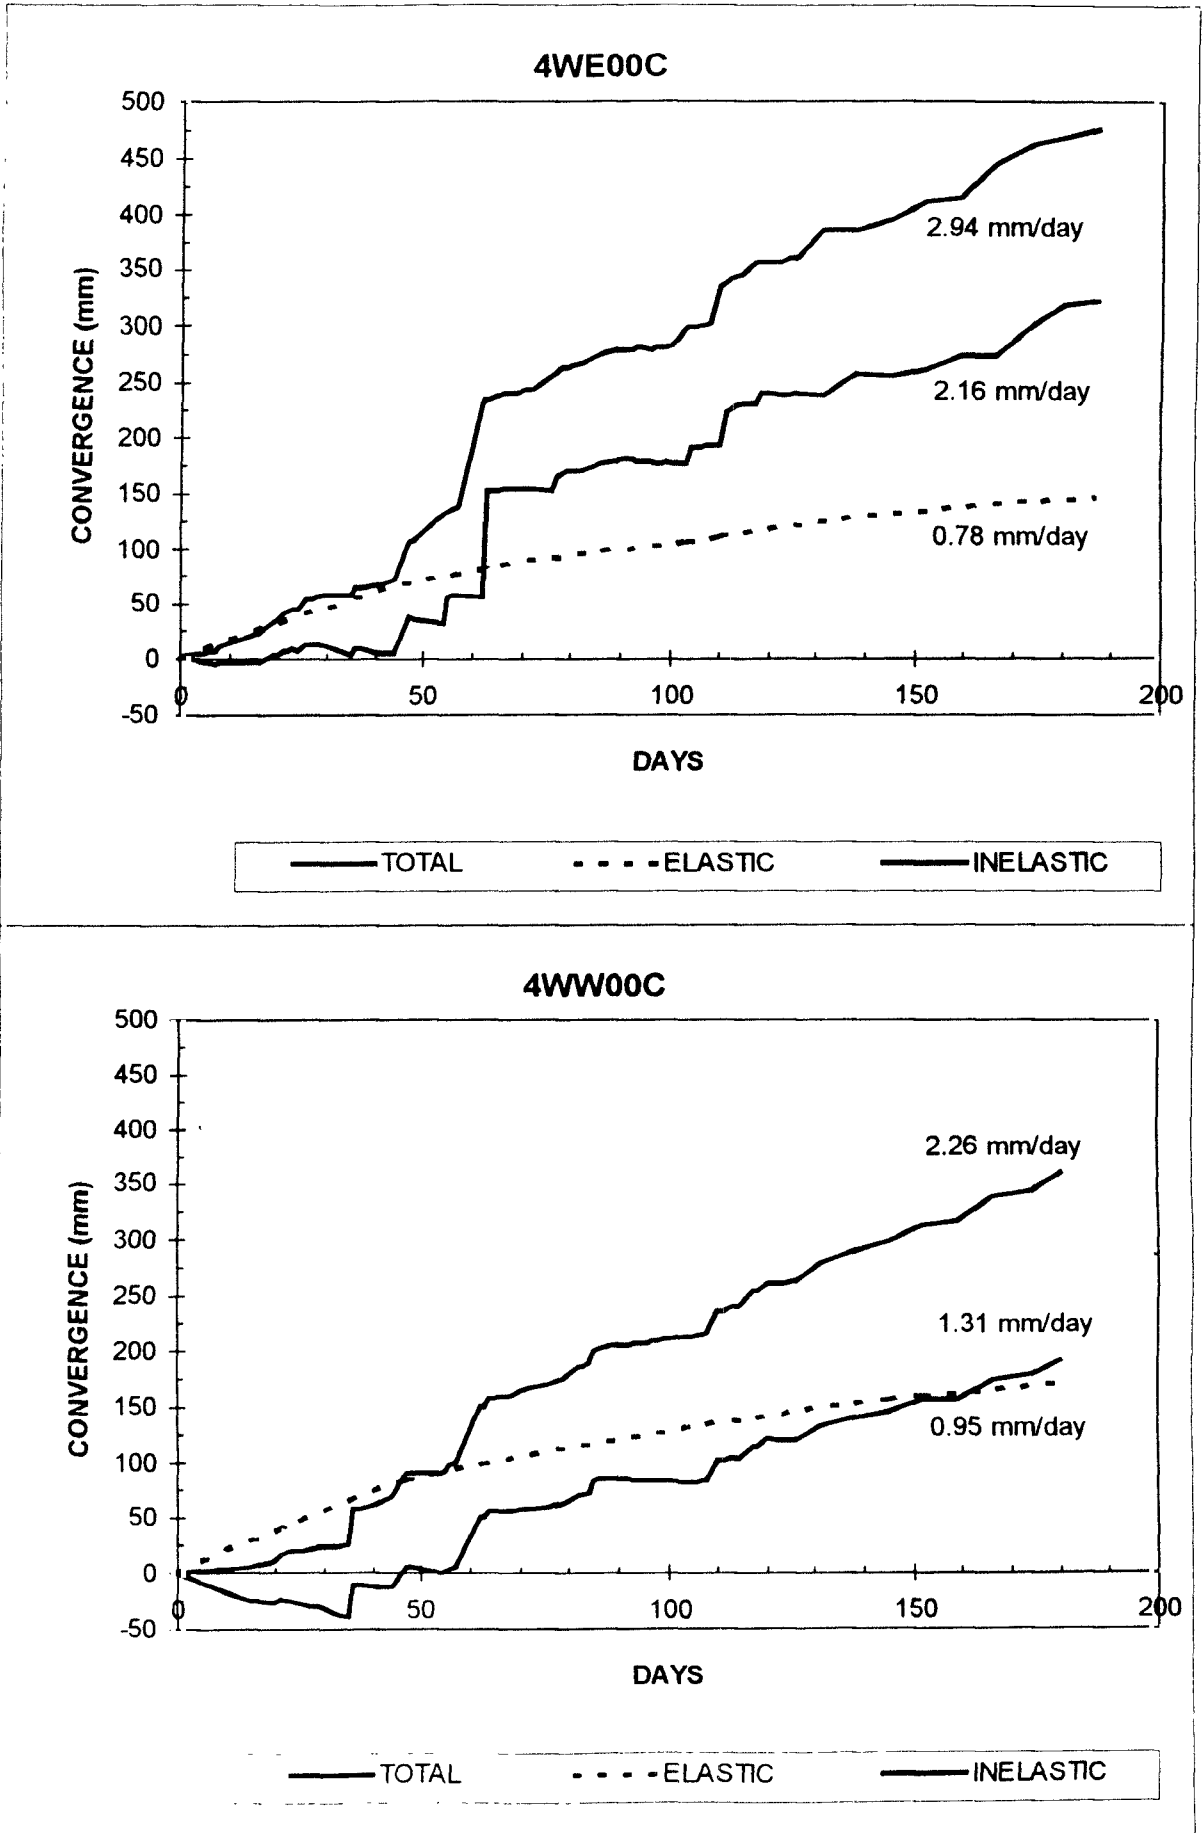 4WE00C
500
450
400
350
300
250
200
150
100
50
0
-50
CONVERGENCE (mm)
2.94 mm/day
2.16 mm/day
0.78 mm/day
0 50 100 150 200
DAYS
TOTAL ELASTIC INELASTIC
4WW00C
500
450
400
350
300
250
200
150
100
50
0
-50
CONVERGENCE (mm)
2.26 mm/day
1.31 mm/day
0.95 mm/day
0 50 100 150 200
DAYS
TOTAL ELASTIC INELASTIC